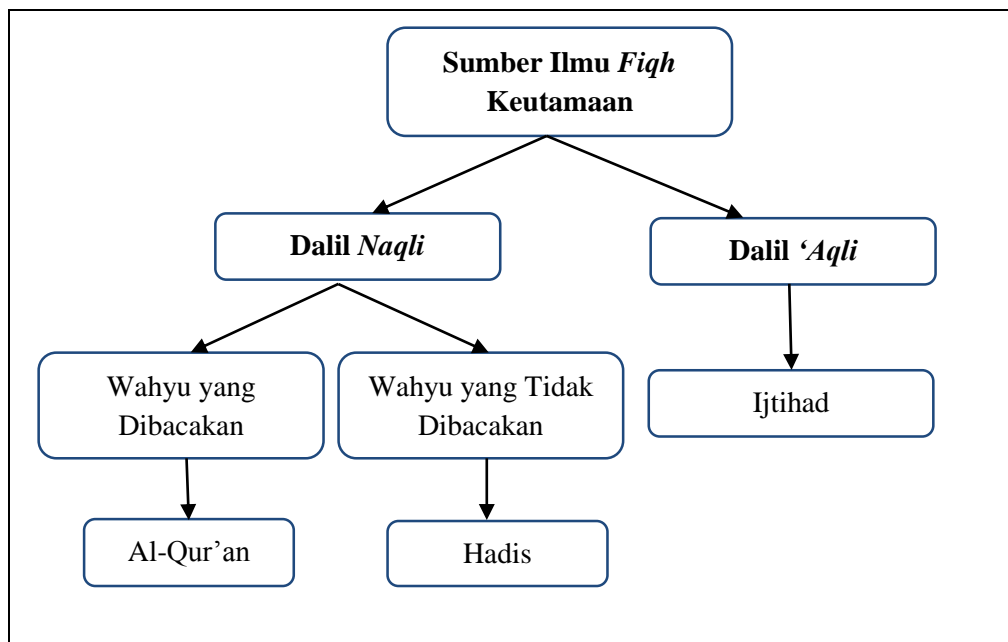 Sumber Ilmu Fiqh
Keutamaan
Dalil Naqli
Dalil ‘Aqli
Wahyu yang
Dibacakan
Wahyu yang Tidak
Dibacakan
Ijtihad
Al-Qur’an
Hadis